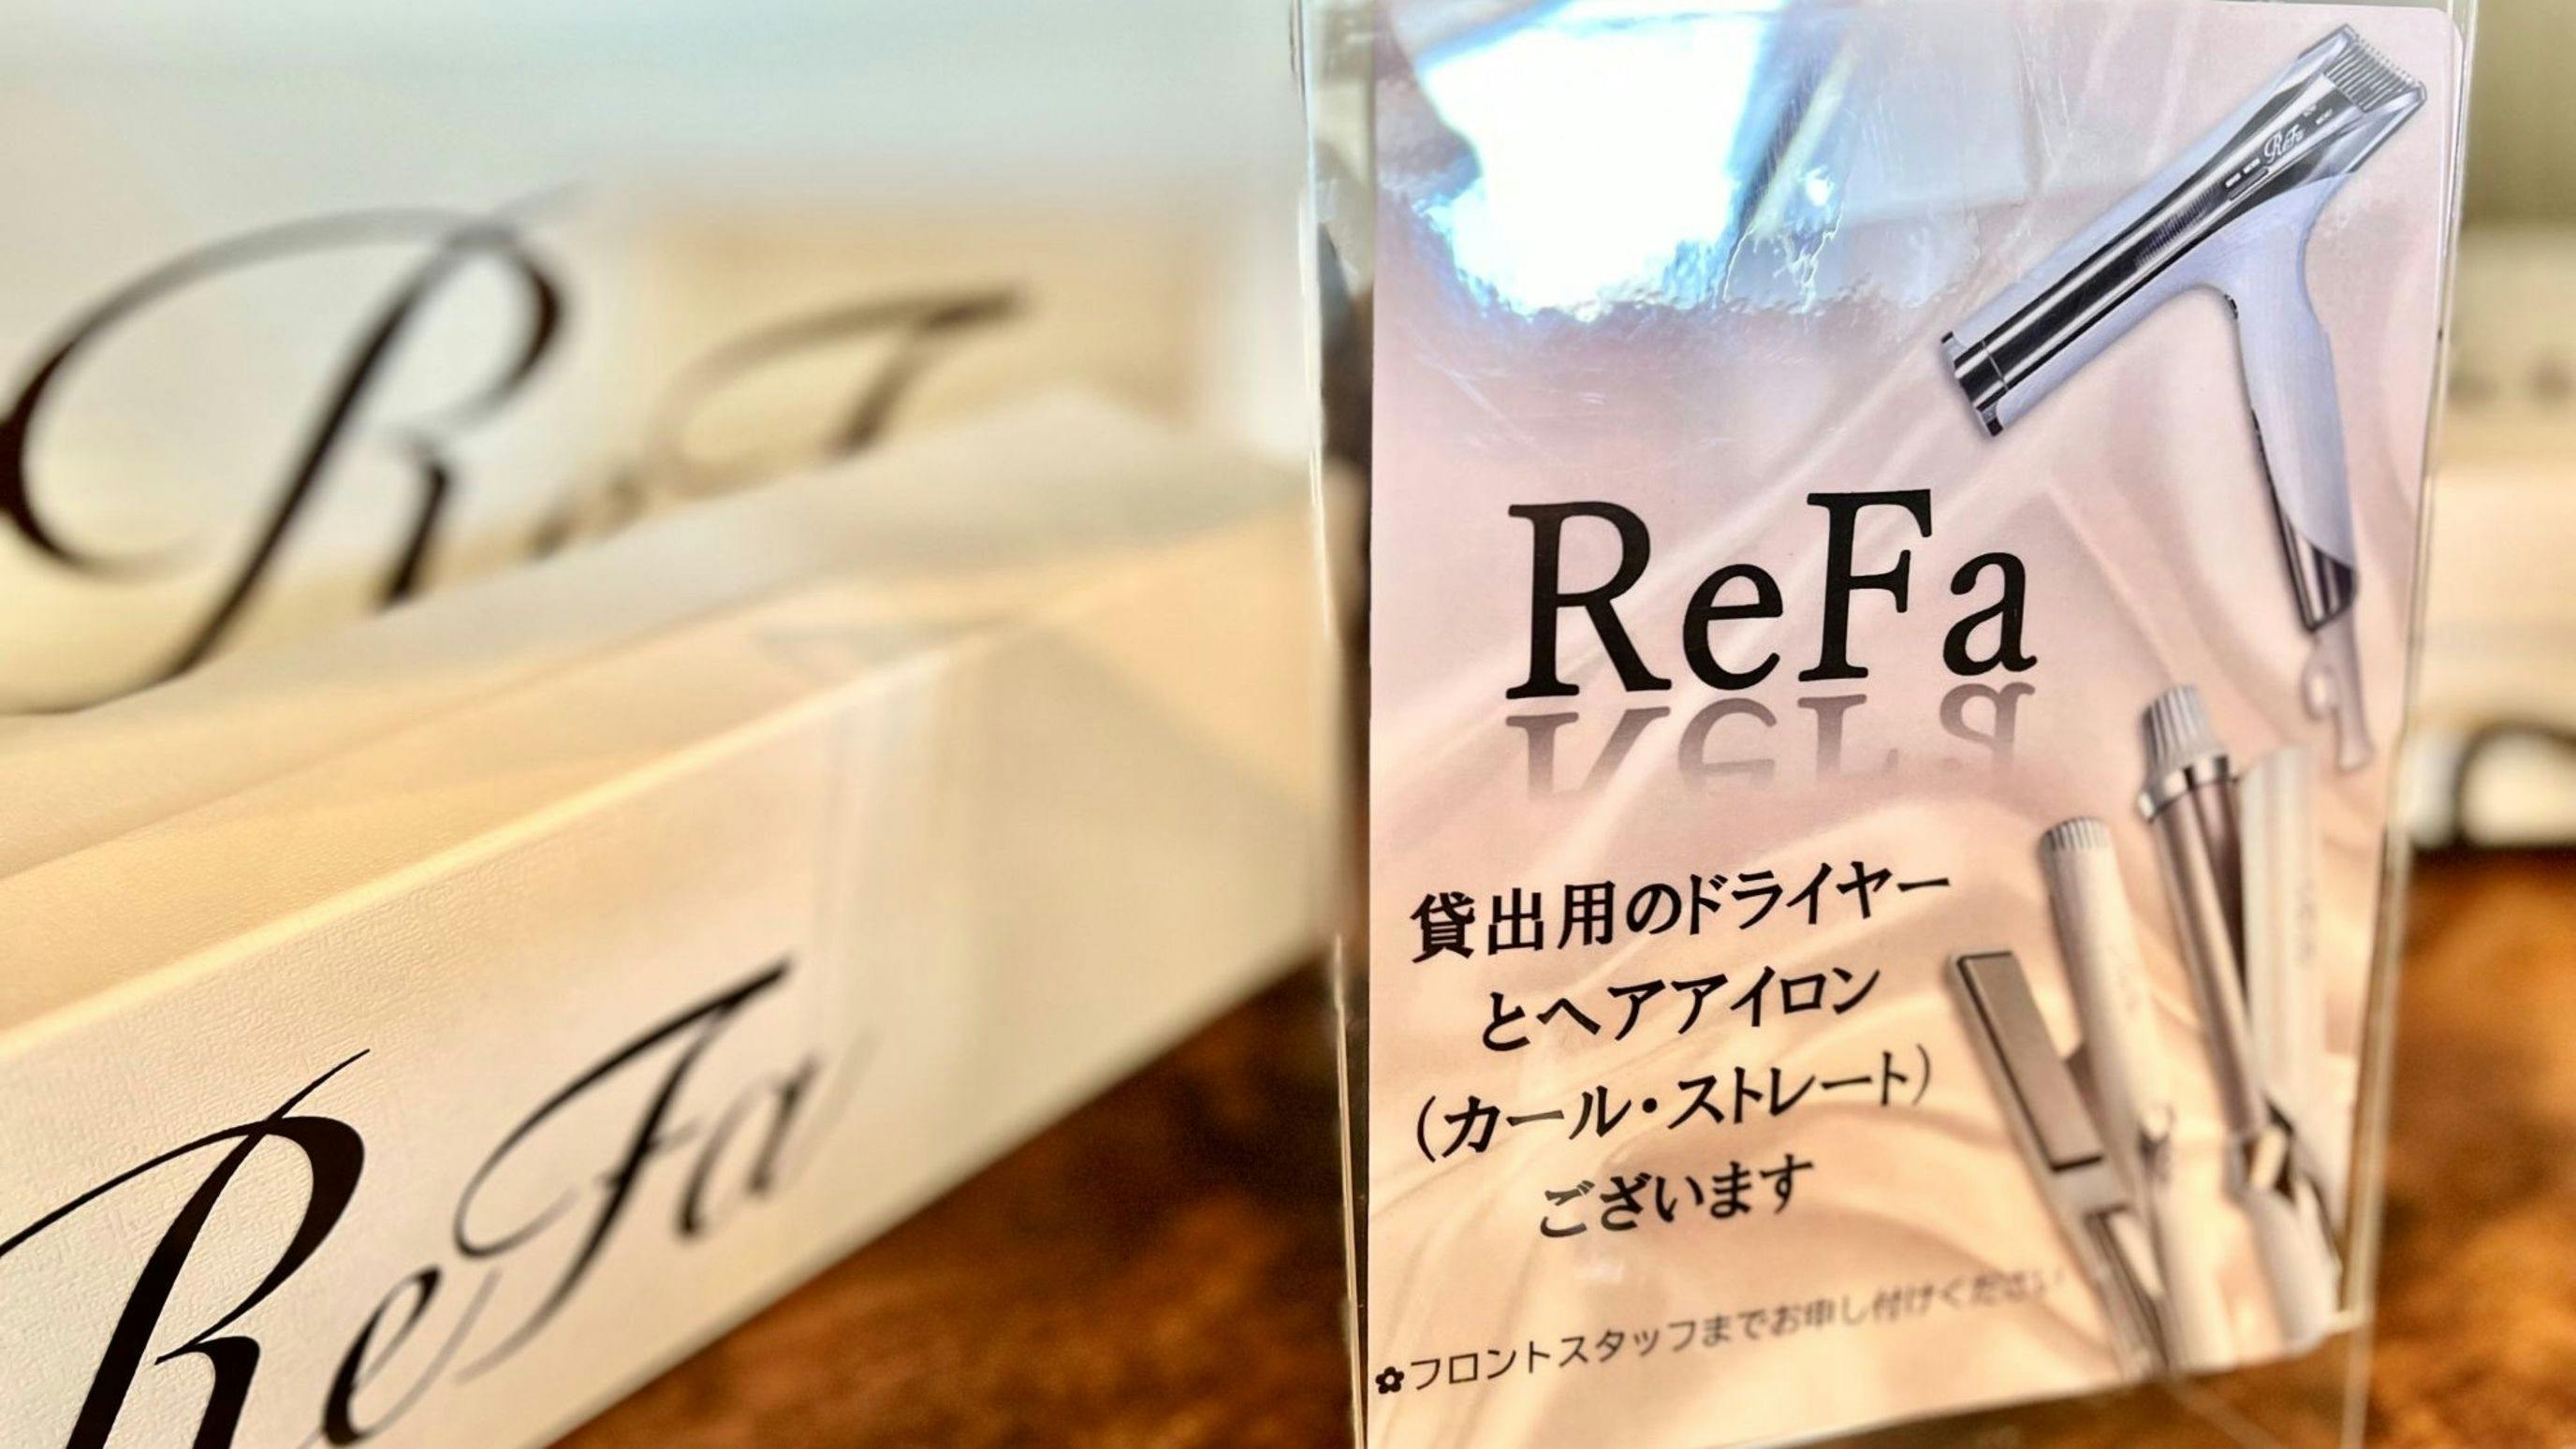 ReFa
ReFa
ReFa
ReFa
貸出用のドライヤー
とヘアアイロン
（カール・ストレート）
ございます
✿フロントスタッフまでお申し付けください